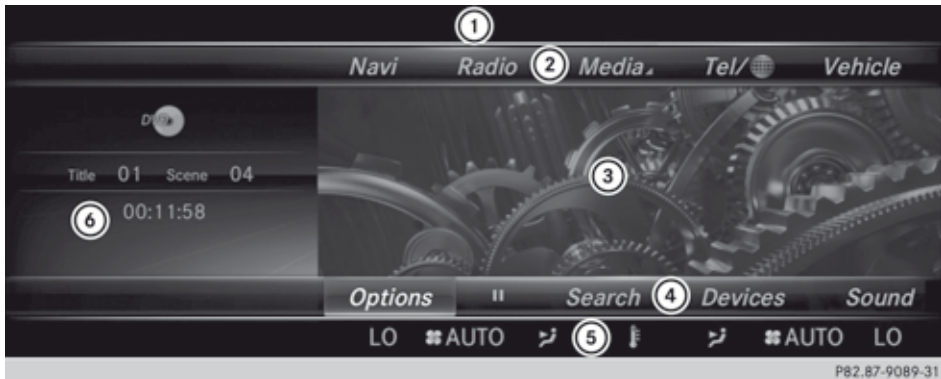 1
Navi Radio 2 Media Tel/ Vehicle
DVD
Title 01 Scene 04
3
6 00:11:58
Options II Search 4 Devices Sound
LO AUTO 5 AUTO LO
P82.87-9089-31